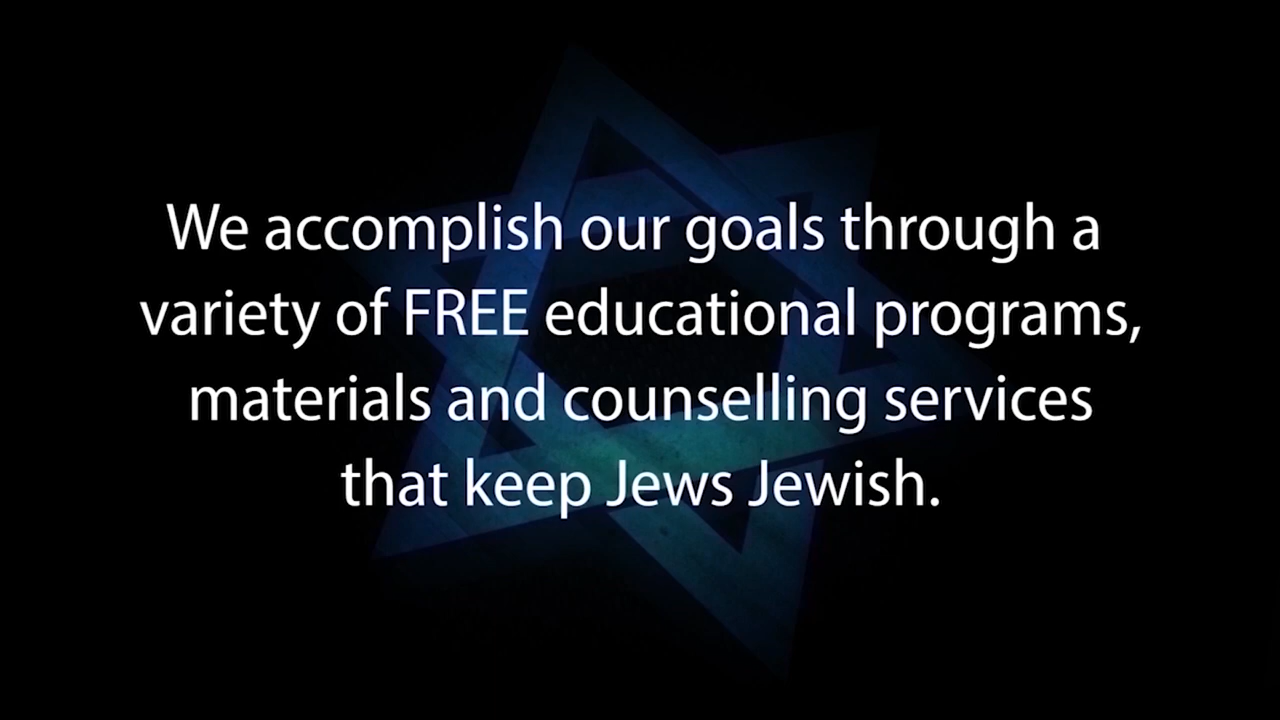 We accomplish our goals through a
variety of FREE educational programs,
materials and counselling services
that keep Jews Jewish.